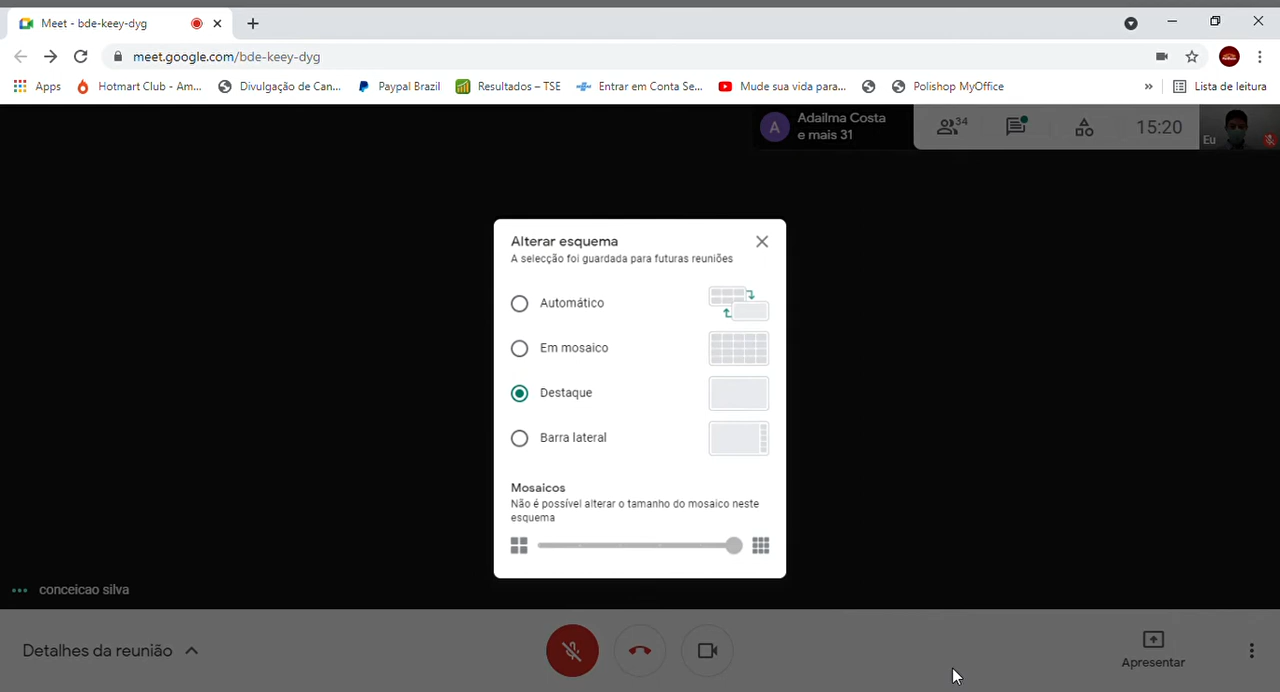 Meet - bde-keey-dyg
meet.google.com/bde-keey-dyg
Apps Hotmart Club - Am... Divulgação de Can... Paypal Brazil Resultados – TSE Entrar em Conta Se... Mude sua vida para... Polishop MyOffice » Lista de leitura
A Adailma Costa
e mais 31
34
15:20
Eu
Alterar esquema
A selecção foi guardada para futuras reuniões
Automático
Em mosaico
Destaque
Barra lateral
Mosaicos
Não é possível alterar o tamanho do mosaico neste
esquema
conceicao silva
Detalhes da reunião
Apresentar